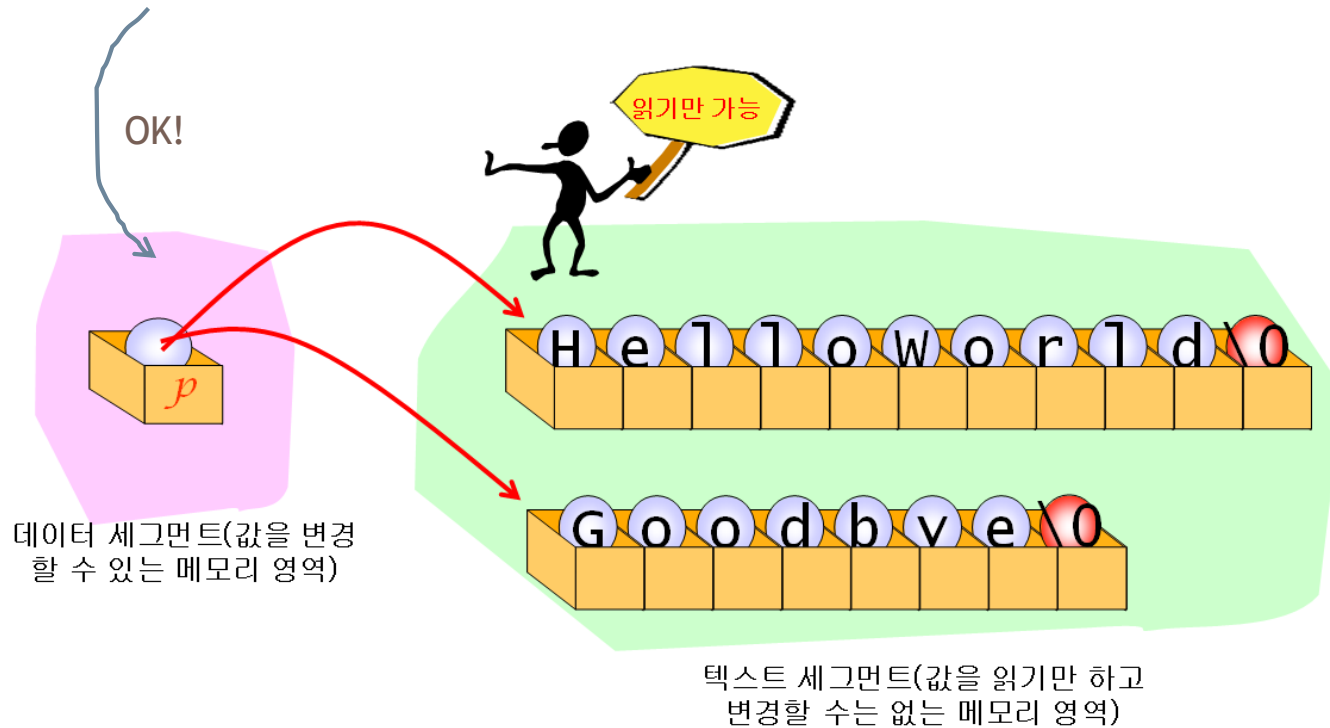 OK!
읽기만 가능
p
HelloWorld\0
Goodbye\0
데이터 세그먼트(값을 변경
할 수 있는 메모리 영역)
텍스트 세그먼트(값을 읽기만 하고
변경할 수는 없는 메모리 영역)